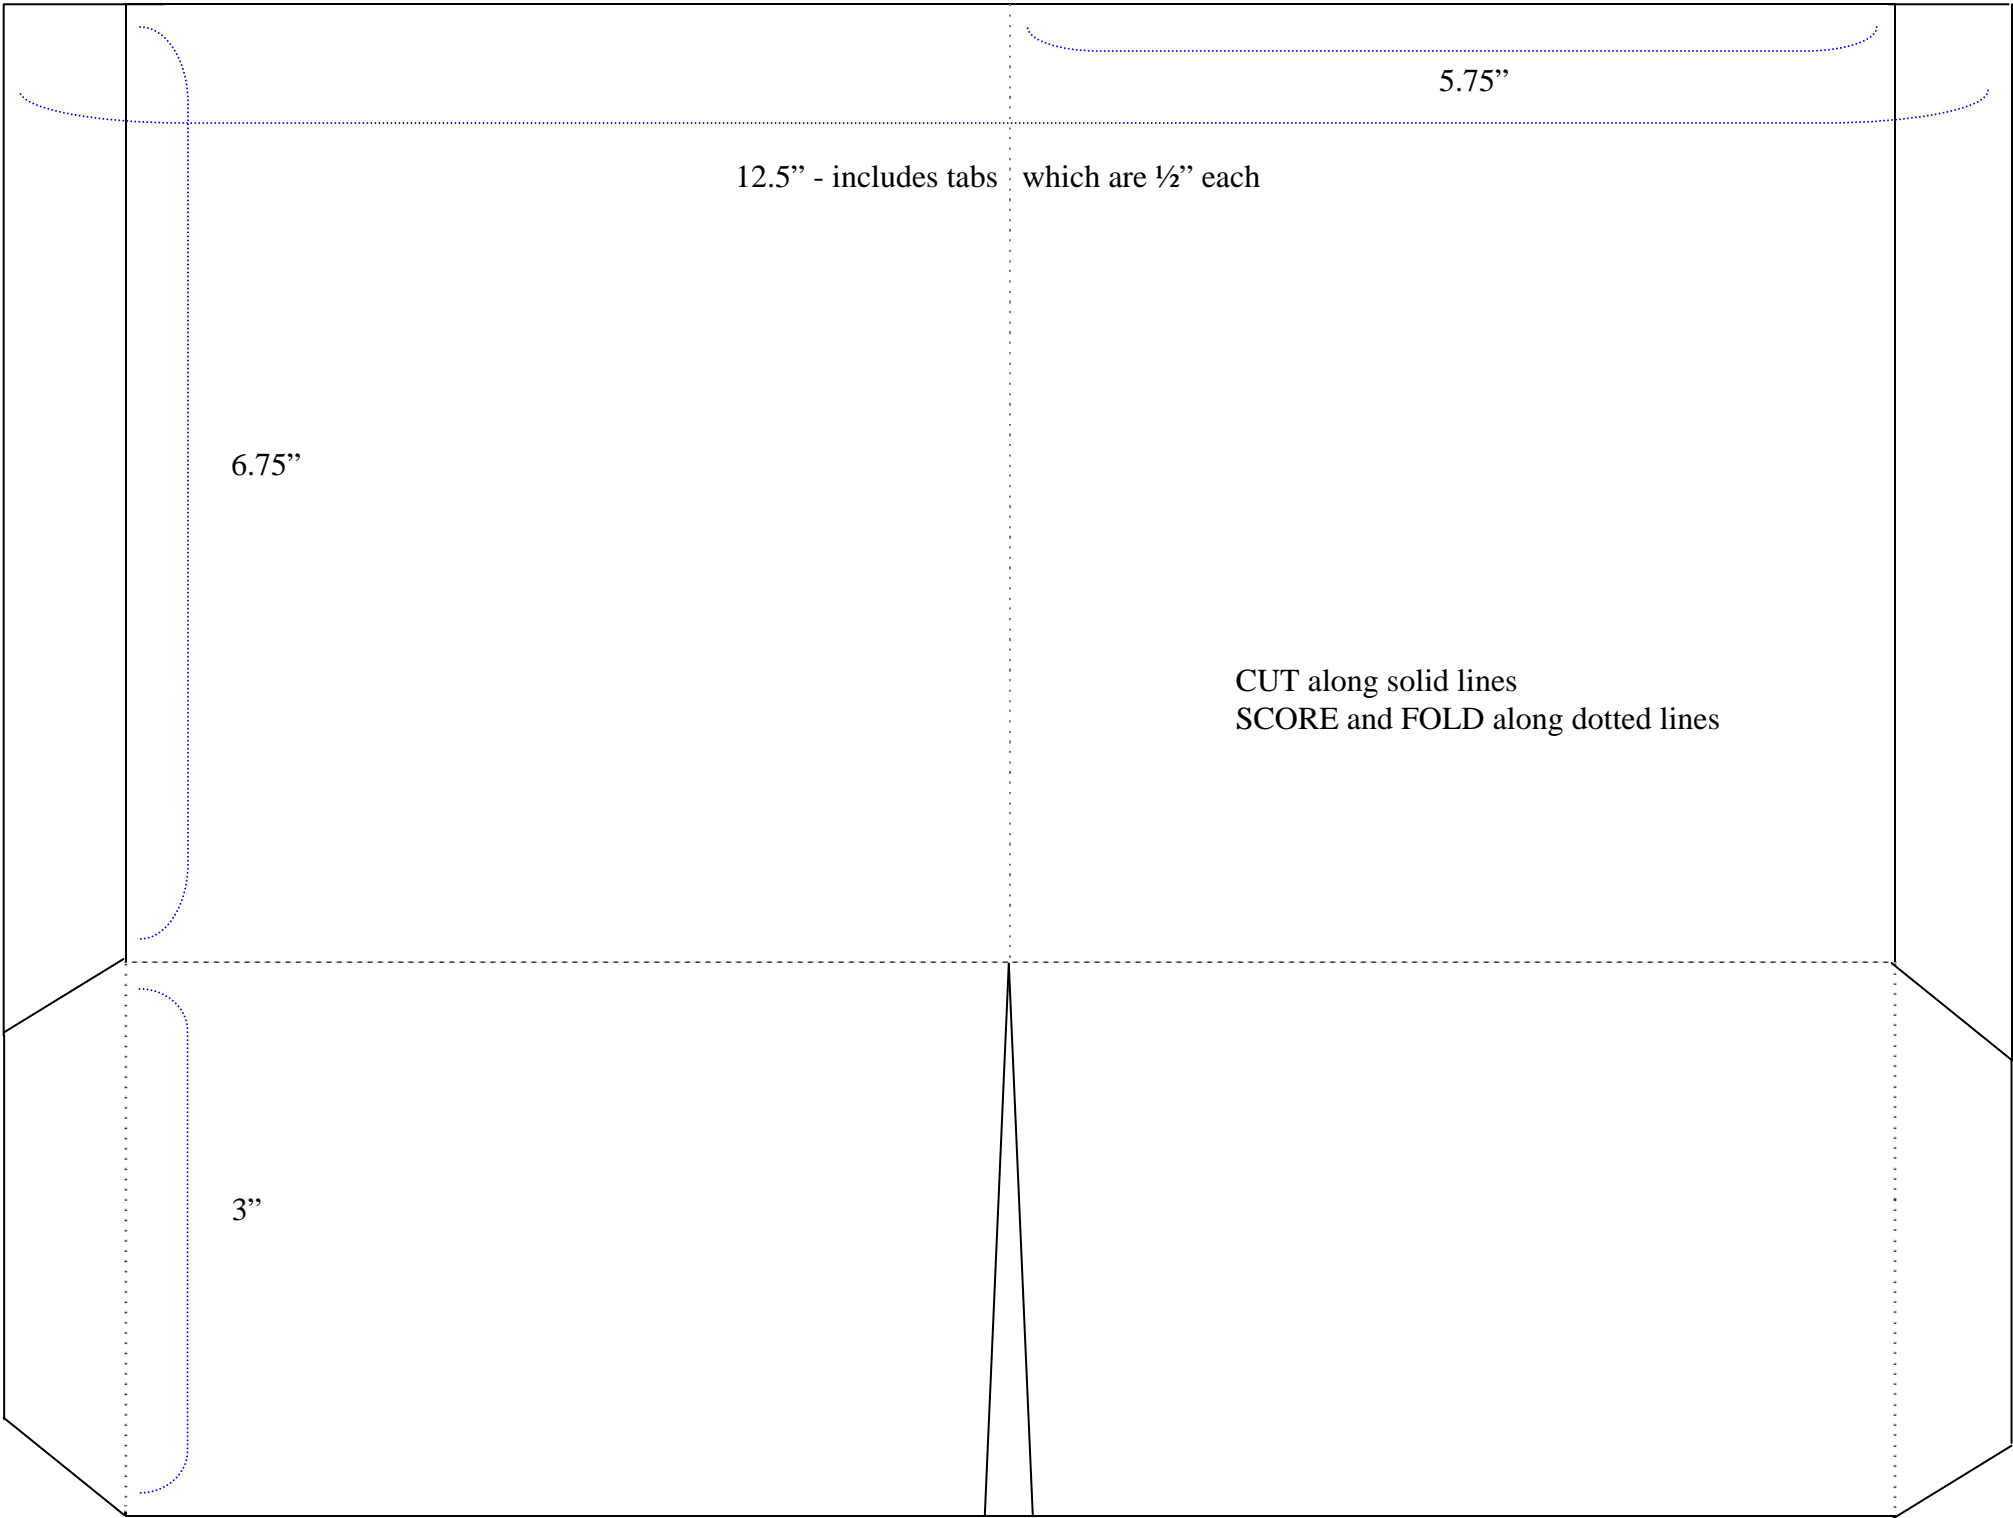 5.75”
12.5” - includes tabs which are ½” each
6.75”
CUT along solid lines
SCORE and FOLD along dotted lines
3”